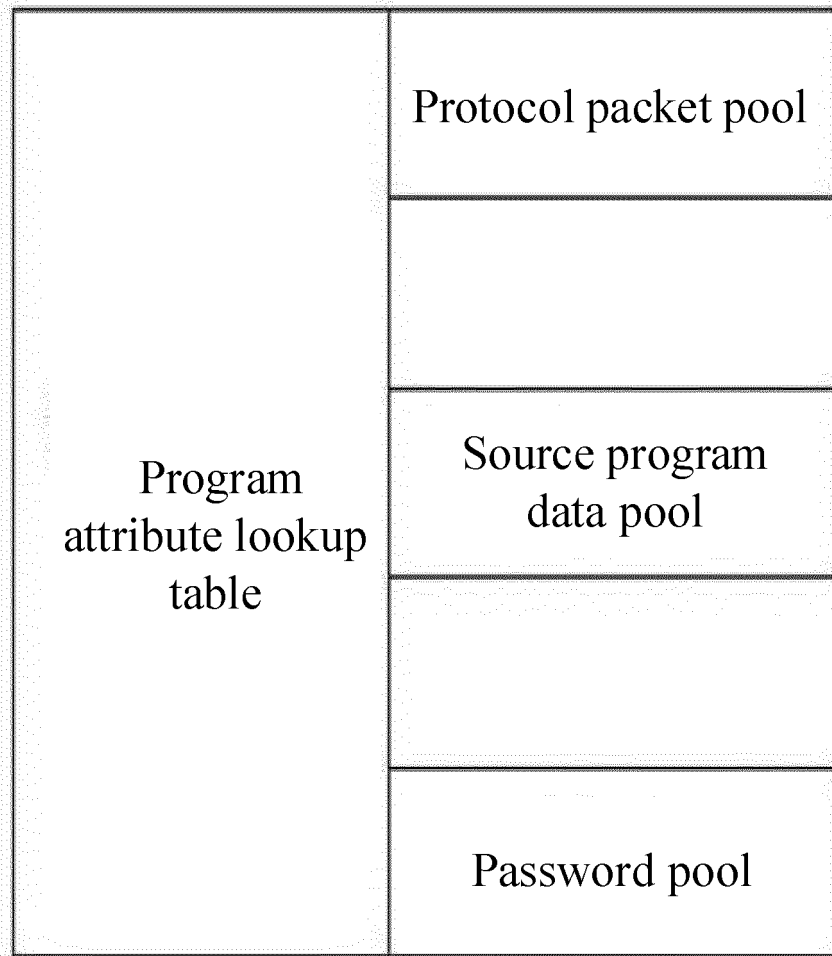 Protocol packet pool
Program
attribute lookup
table
Source program
data pool
Password pool